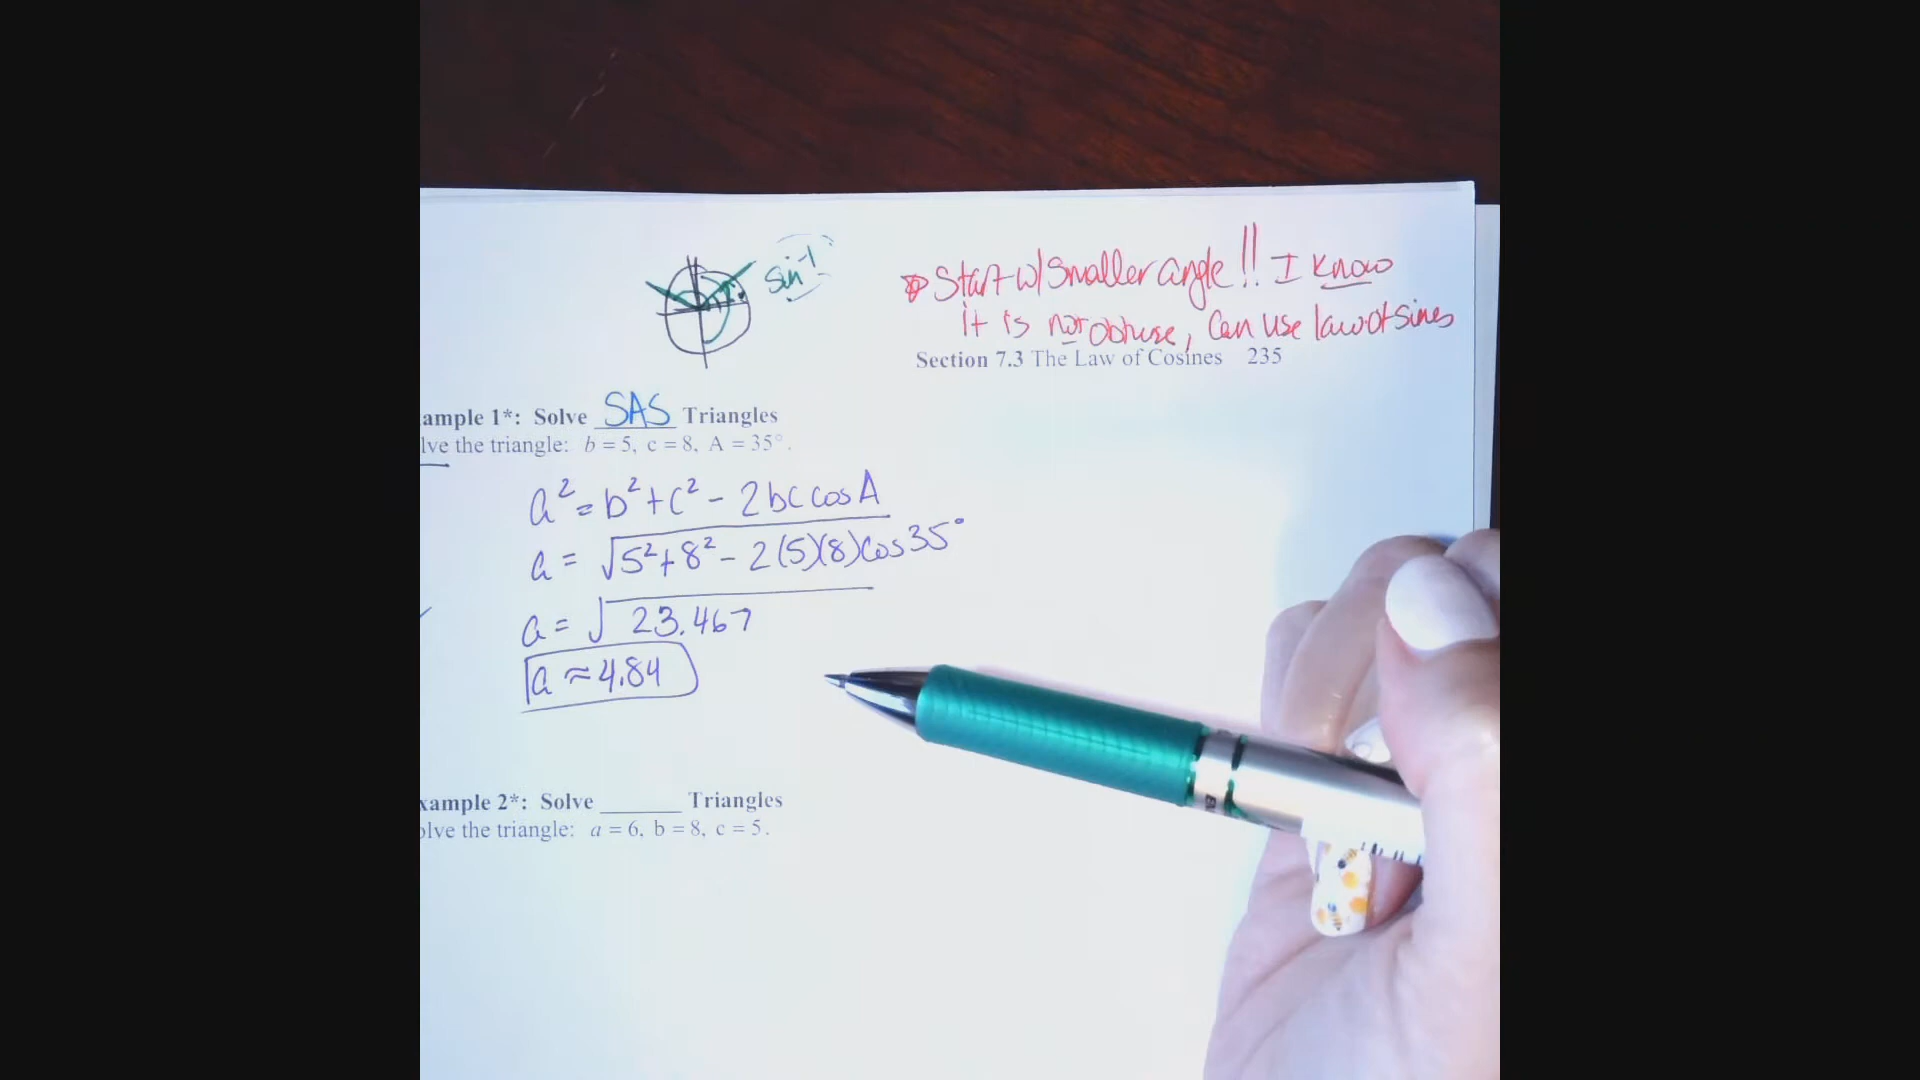 sin⁻¹
Start w/ smaller angle!! I know
it is not obtuse, can use law of sines
Section 7.3 The Law of Cosines 235
ample 1*: Solve SAS Triangles
lve the triangle: b = 5, c = 8, A = 35°.
a² = b² + c² - 2bc cos A
a = √5² + 8² - 2(5)(8)cos 35°
a = √23.467
a ≈ 4.84
xample 2*: Solve ______ Triangles
olve the triangle: a = 6, b = 8, c = 5.